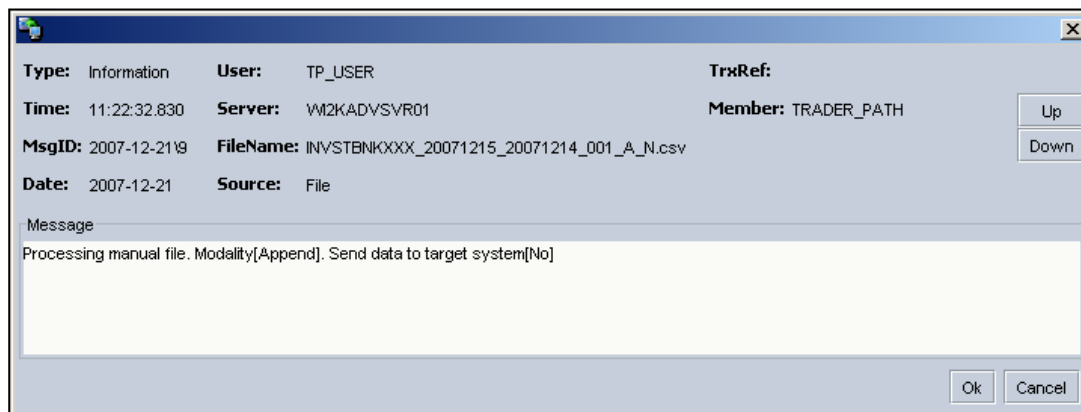 Type: Information User: TP_USER TrxRef:
Time: 11:22:32.830 Server: WI2KADVSVR01 Member: TRADER_PATH Up
MsgID: 2007-12-21\9 FileName: INVSTBNKXXX_20071215_20071214_001_A_N.csv Down
Date: 2007-12-21 Source: File
Message
Processing manual file. Modality[Append]. Send data to target system[No]
Ok Cancel